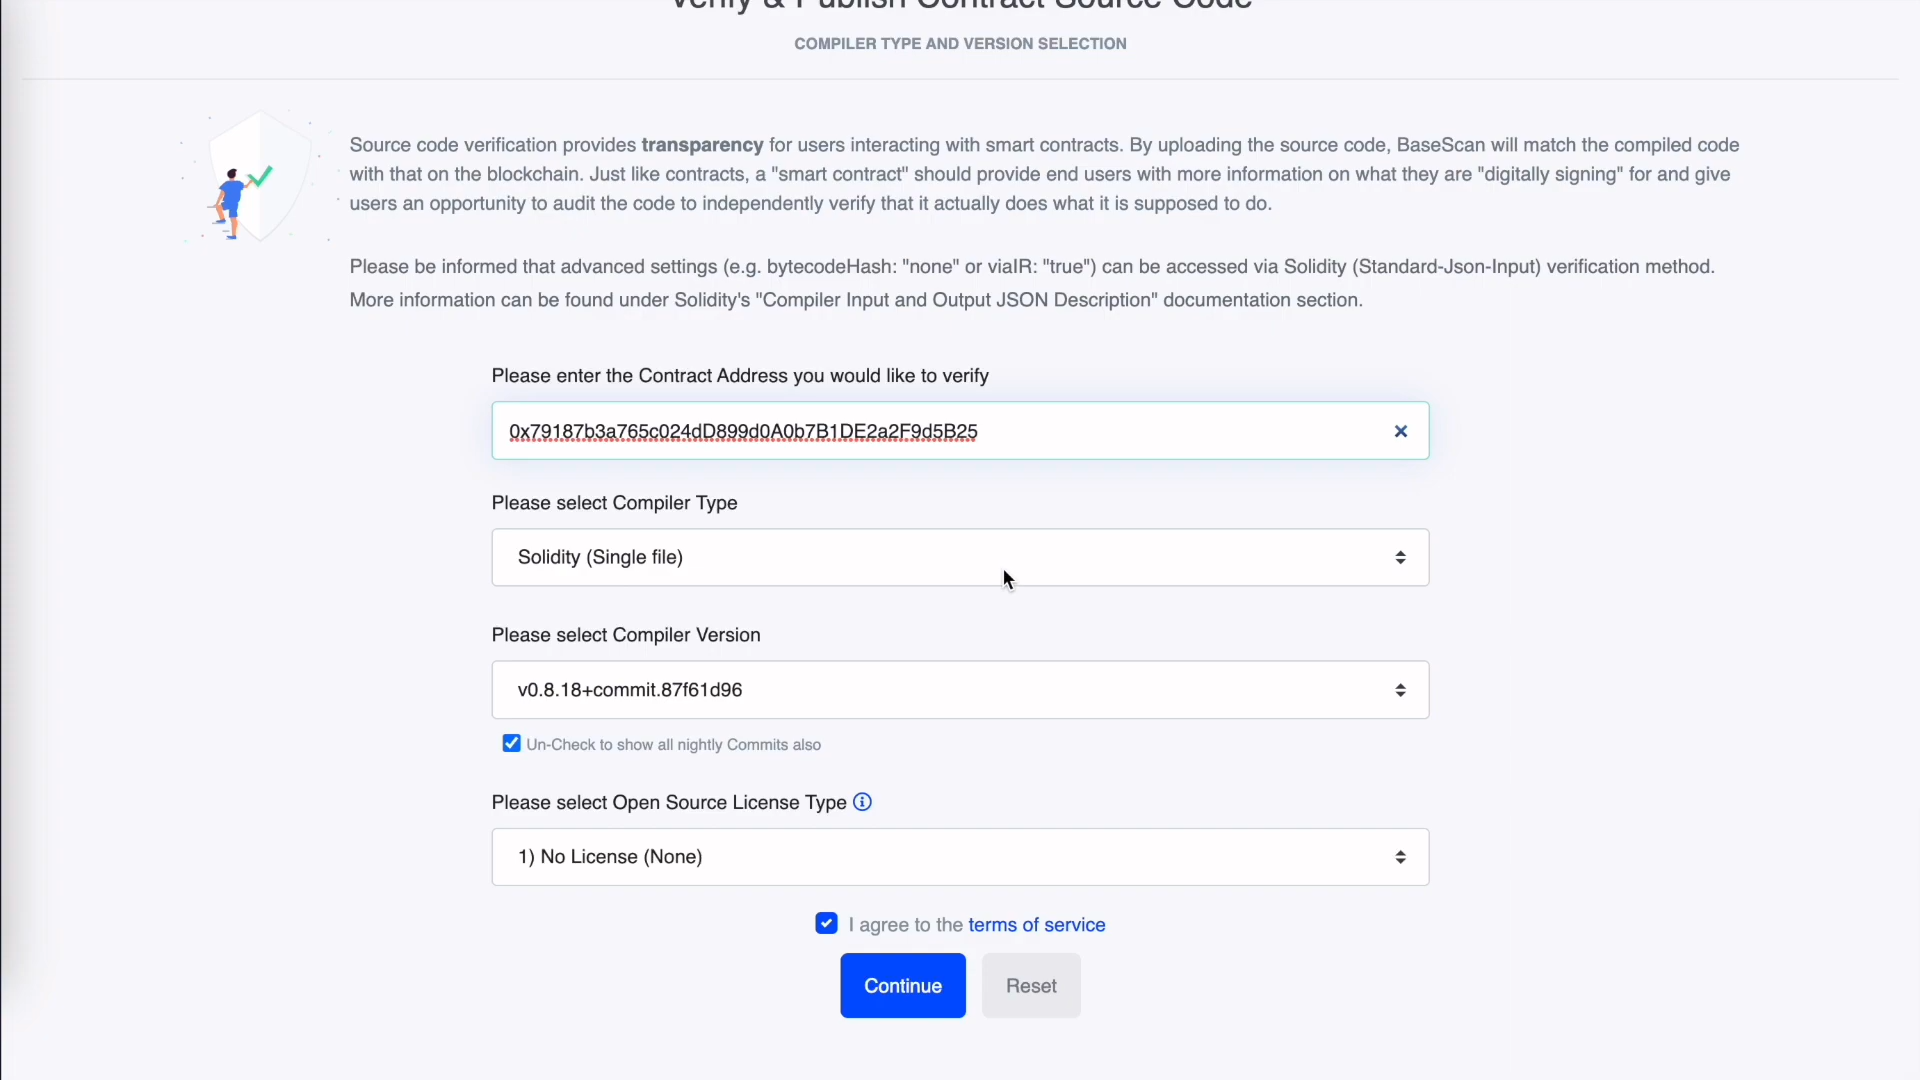 Verify & Publish Contract Source Code
COMPILER TYPE AND VERSION SELECTION
Source code verification provides transparency for users interacting with smart contracts. By uploading the source code, BaseScan will match the compiled code
with that on the blockchain. Just like contracts, a "smart contract" should provide end users with more information on what they are "digitally signing" for and give
users an opportunity to audit the code to independently verify that it actually does what it is supposed to do.
Please be informed that advanced settings (e.g. bytecodeHash: "none" or viaIR: "true") can be accessed via Solidity (Standard-Json-Input) verification method.
More information can be found under Solidity's "Compiler Input and Output JSON Description" documentation section.
Please enter the Contract Address you would like to verify
0x79187b3a765c024dD899d0A0b7B1DE2a2F9d5B25
Please select Compiler Type
Solidity (Single file)
Please select Compiler Version
v0.8.18+commit.87f61d96
Un-Check to show all nightly Commits also
Please select Open Source License Type
1) No License (None)
I agree to the terms of service
Continue
Reset